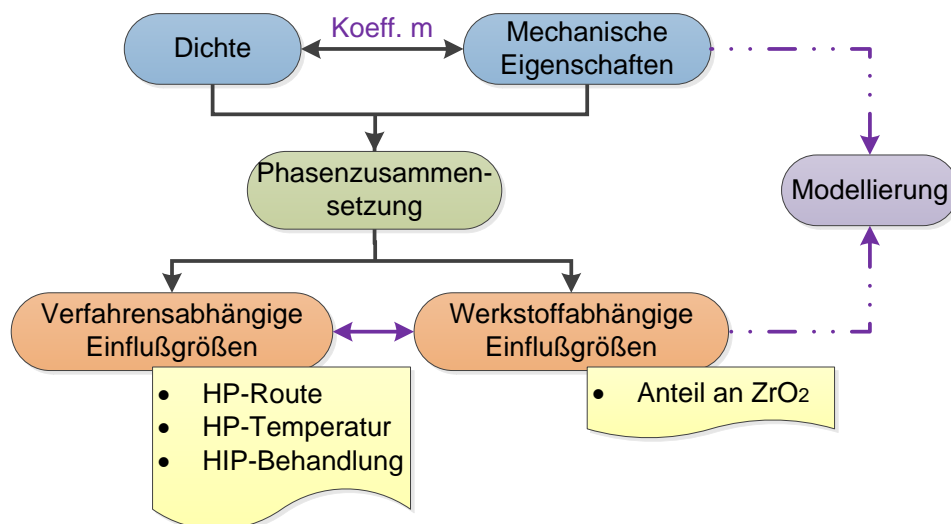 Koeff. m
Dichte
Mechanische
Eigenschaften
Phasenzusammen-
setzung
Modellierung
Verfahrensabhängige
Einflußgrößen
Werkstoffabhängige
Einflußgrößen
• HP-Route
• HP-Temperatur
• HIP-Behandlung
• Anteil an ZrO2